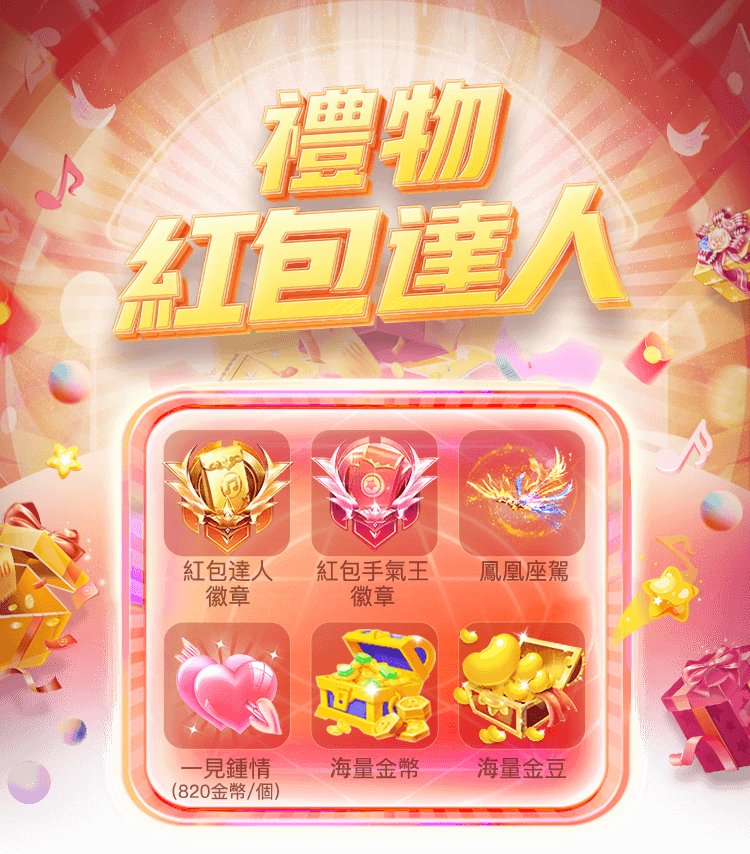 禮物
紅包達人
紅包達人
徽章
紅包手氣王
徽章
鳳凰座駕
一見鍾情
(820金幣/個)
海量金幣
海量金豆